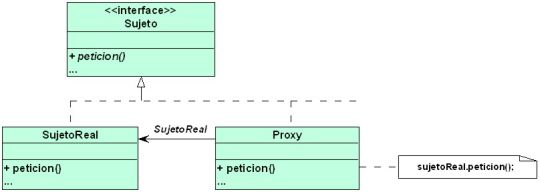 <<interface>>
Sujeto
+ peticion()
...
SujetoReal
SujetoReal
Proxy
+ peticion()
...
+ peticion()
...
sujetoReal.peticion();